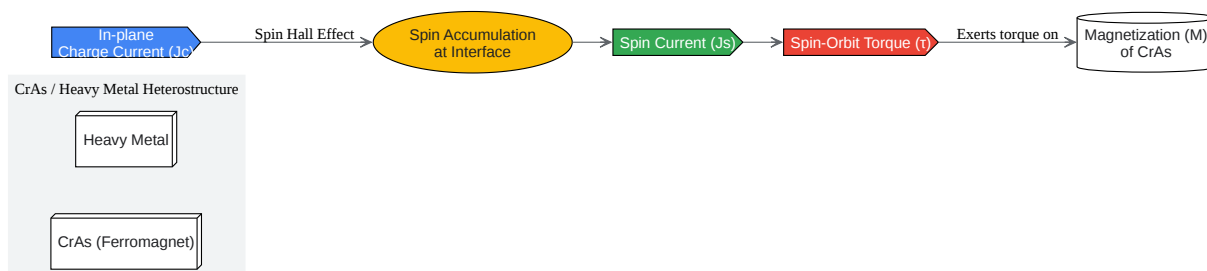 In-plane
Charge Current (Jc)
Spin Hall Effect
Spin Accumulation
at Interface
Spin Current (Js)
Spin-Orbit Torque (τ)
Exerts torque on
Magnetization (M)
of CrAs
CrAs / Heavy Metal Heterostructure
Heavy Metal
CrAs (Ferromagnet)